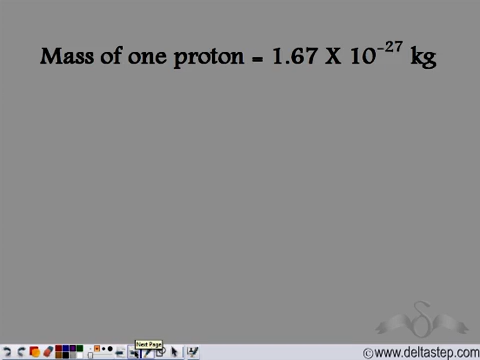 Mass of one proton = 1.67 X 10⁻²⁷ kg
Next Page
©www.deltastep.com